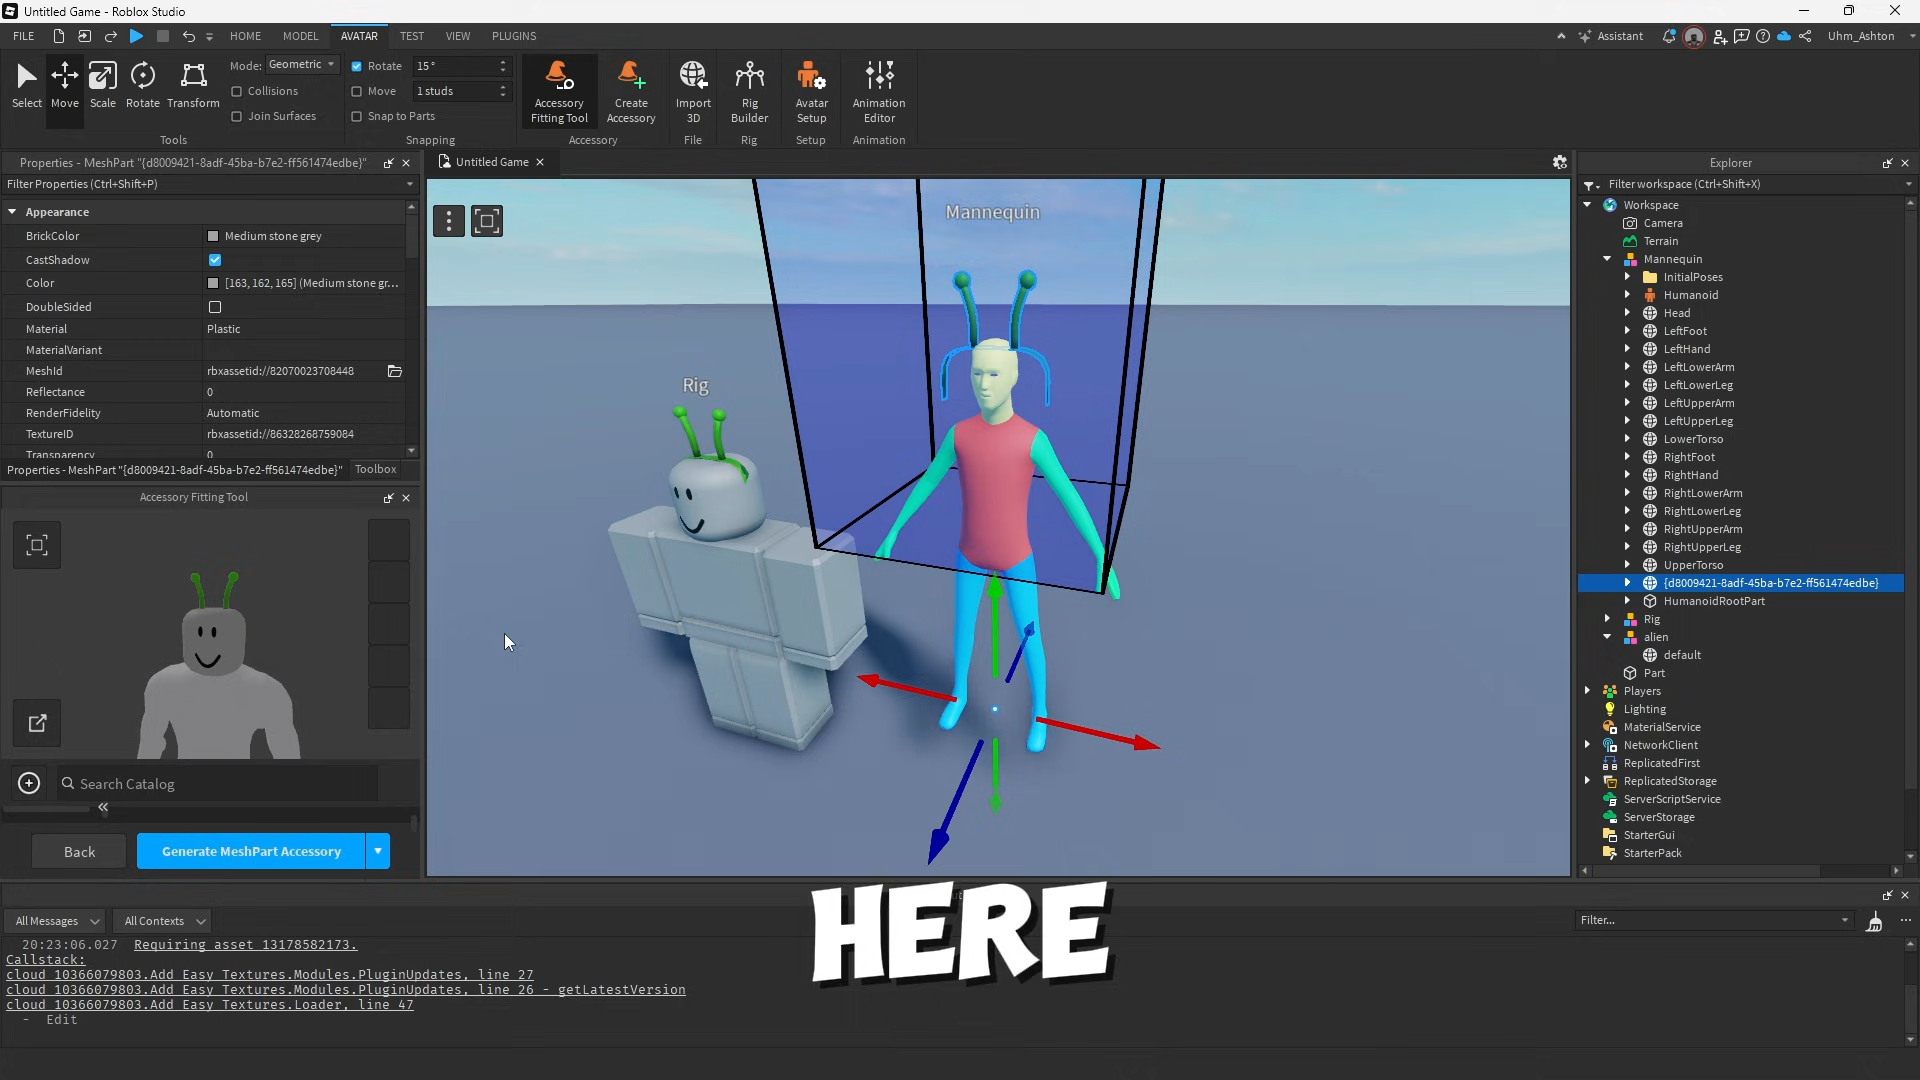 Untitled Game - Roblox Studio
FILE
HOME
MODEL
AVATAR
TEST
VIEW
PLUGINS
Assistant
Uhm_Ashton
Select
Move
Scale
Rotate
Transform
Mode: Geometric
Collisions
Join Surfaces
Tools
Rotate 15°
Move 1 studs
Snap to Parts
Snapping
Accessory
Fitting Tool
Create
Accessory
Accessory
Import
3D
File
Rig
Builder
Rig
Avatar
Setup
Setup
Animation
Editor
Animation
Properties - MeshPart "{d8009421-8adf-45ba-b7e2-ff561474edbe}"
Filter Properties (Ctrl+Shift+P)
Appearance
BrickColor Medium stone grey
CastShadow
Color [163, 162, 165] (Medium stone gr...
DoubleSided
Material Plastic
MaterialVariant
MeshId rbxassetid://82070023708448
Reflectance 0
RenderFidelity Automatic
TextureID rbxassetid://86328268759084
Transparency 0
Properties - MeshPart "{d8009421-8adf-45ba-b7e2-ff561474edbe}"
Toolbox
Accessory Fitting Tool
Search Catalog
Back
Generate MeshPart Accessory
Untitled Game
Mannequin
Rig
Explorer
Filter workspace (Ctrl+Shift+X)
Workspace
Camera
Terrain
Mannequin
InitialPoses
Humanoid
Head
LeftFoot
LeftHand
LeftLowerArm
LeftLowerLeg
LeftUpperArm
LeftUpperLeg
LowerTorso
RightFoot
RightHand
RightLowerArm
RightLowerLeg
RightUpperArm
RightUpperLeg
UpperTorso
{d8009421-8adf-45ba-b7e2-ff561474edbe}
HumanoidRootPart
Rig
alien
default
Part
Players
Lighting
MaterialService
NetworkClient
ReplicatedFirst
ReplicatedStorage
ServerScriptService
ServerStorage
StarterGui
StarterPack
HERE
All Messages
All Contexts
Filter...
20:23:06.027 Requiring asset 13178582173.
Callstack:
cloud_10366079803.Add Easy Textures.Modules.PluginUpdates, line 27
cloud_10366079803.Add Easy Textures.Modules.PluginUpdates, line 26 - getLatestVersion
cloud_10366079803.Add Easy Textures.Loader, line 47
- Edit